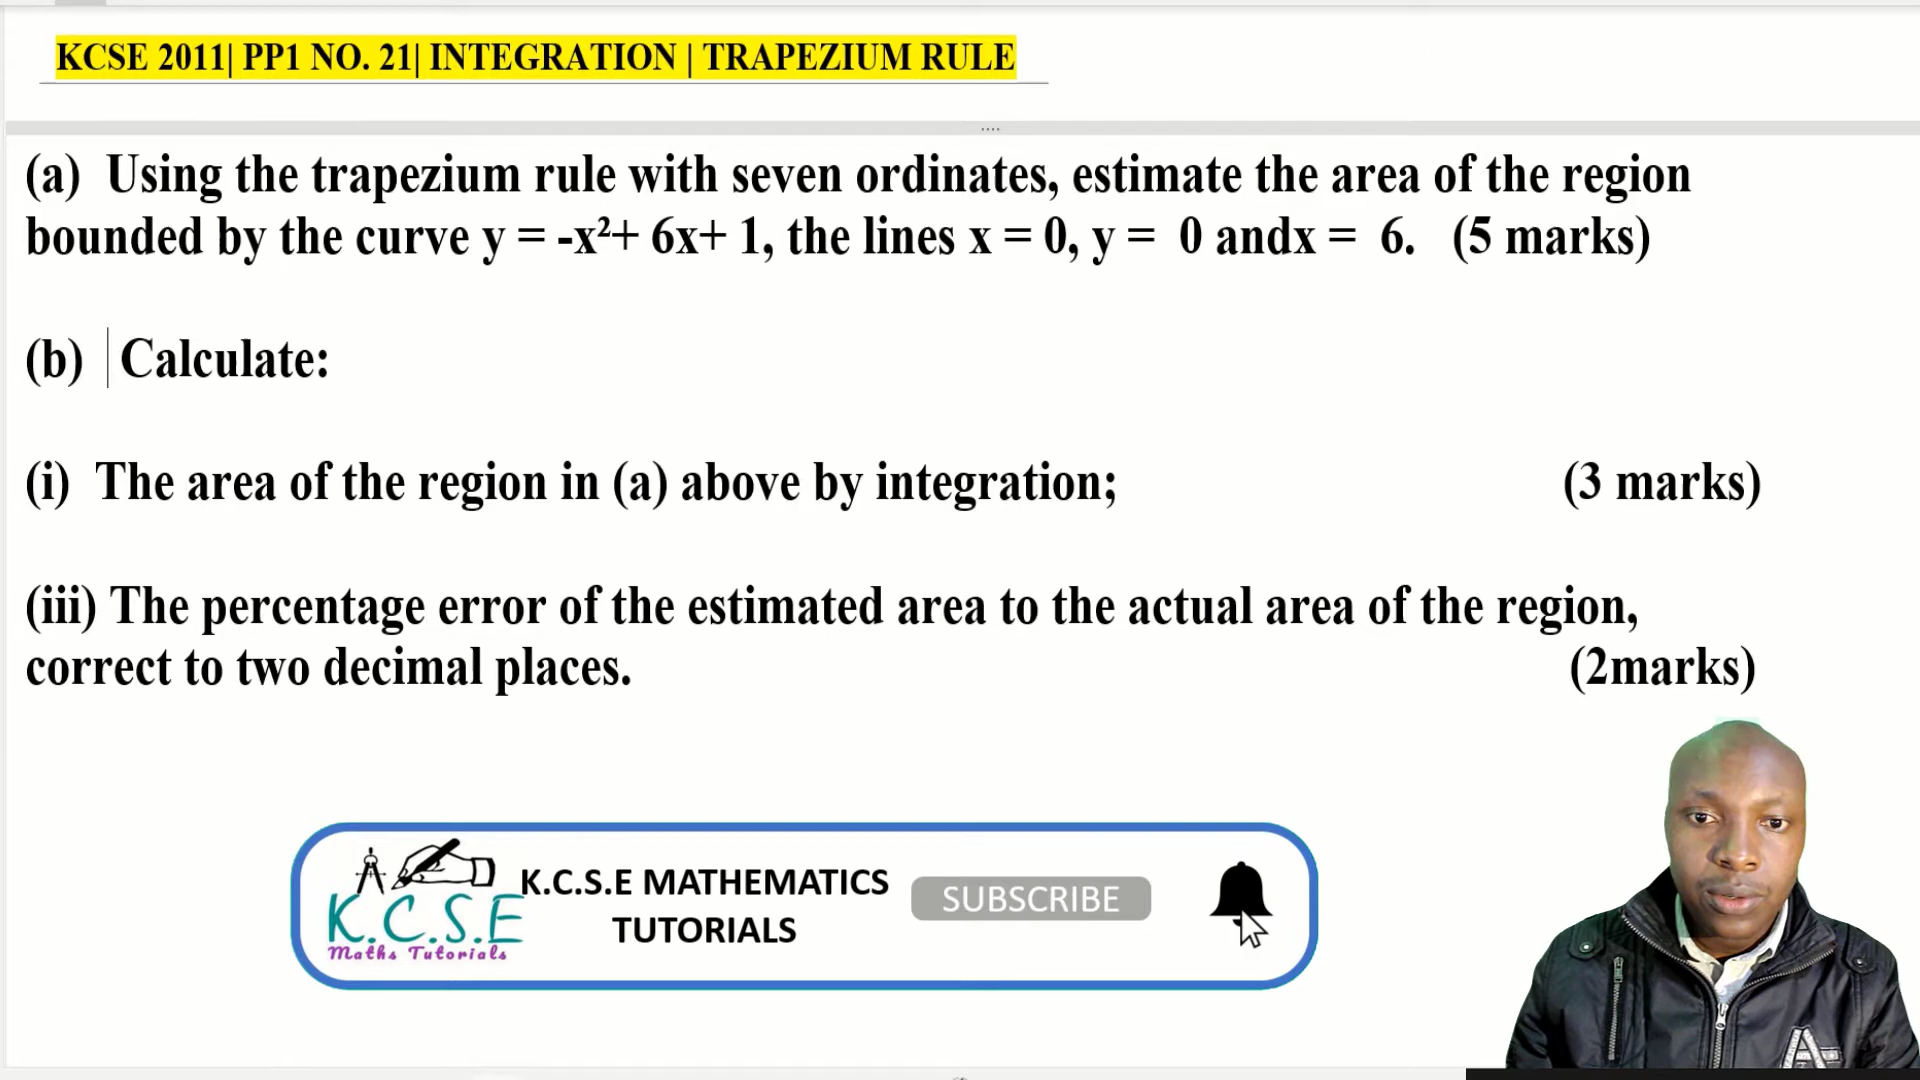 KCSE 2011| PP1 NO. 21| INTEGRATION | TRAPEZIUM RULE
(a) Using the trapezium rule with seven ordinates, estimate the area of the region
bounded by the curve y = -x²+ 6x+ 1, the lines x = 0, y = 0 andx = 6. (5 marks)
(b) Calculate:
(i) The area of the region in (a) above by integration; (3 marks)
(iii) The percentage error of the estimated area to the actual area of the region,
correct to two decimal places. (2marks)
K.C.S.E
Maths Tutorials
K.C.S.E MATHEMATICS
TUTORIALS
SUBSCRIBE
A